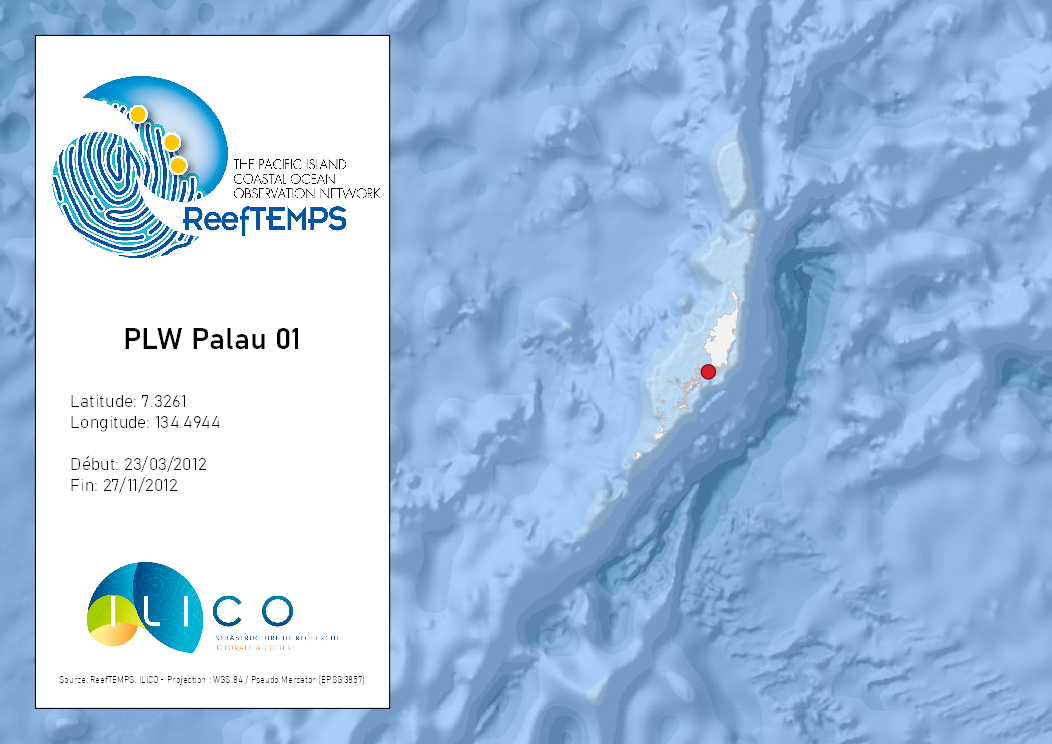 THE PACIFIC ISLAND
COASTAL OCEAN
OBSERVATION NETWORK
ReefTEMPS
PLW Palau 01
Latitude: 7.3261
Longitude: 134.4944
Début: 23/03/2012
Fin: 27/11/2012
ILICO
INFRASTRUCTURE DE RECHERCHE
LITTORALE & CÔTIÈRE
Source: ReefTEMPS, ILICO - Projection : WGS 84 / Pseudo Mercator (EPSG:3857)